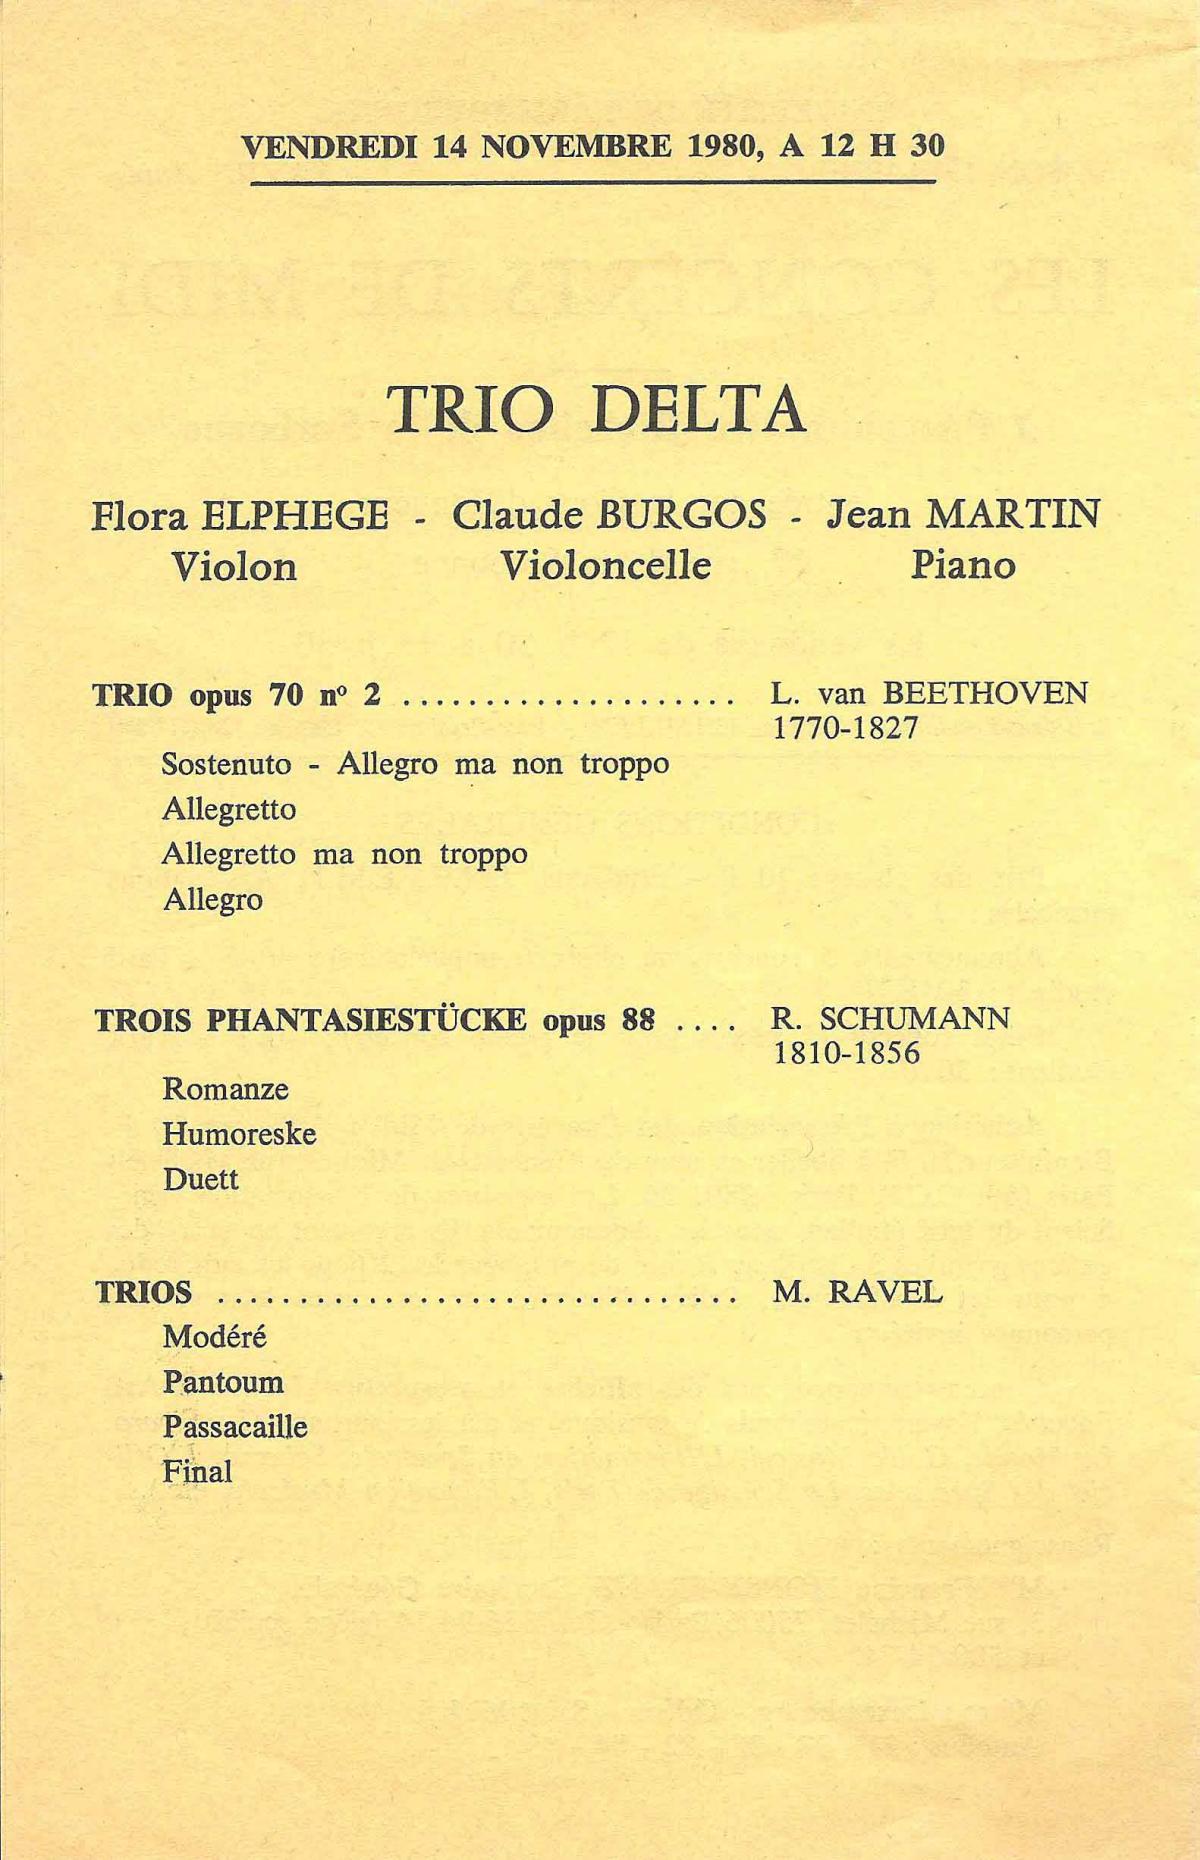 VENDREDI 14 NOVEMBRE 1980, A 12 H 30
TRIO DELTA
Flora ELPHEGE - Claude BURGOS - Jean MARTIN
Violon Violoncelle Piano
TRIO opus 70 nº 2 .................... L. van BEETHOVEN
1770-1827
Sostenuto - Allegro ma non troppo
Allegretto
Allegretto ma non troppo
Allegro
TROIS PHANTASIESTÜCKE opus 88 .... R. SCHUMANN
1810-1856
Romanze
Humoreske
Duett
TRIOS ................................ M. RAVEL
Modéré
Pantoum
Passacaille
Final